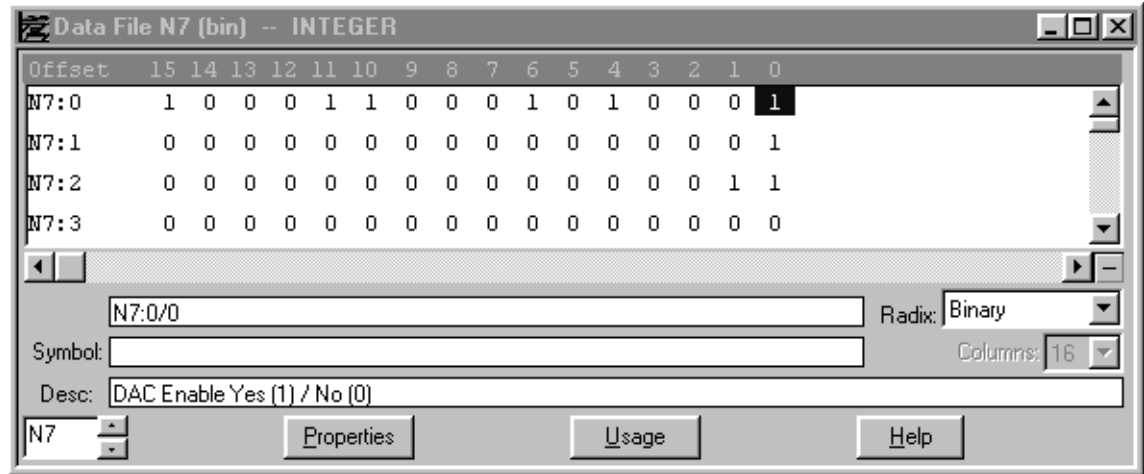 Data File N7 (bin) -- INTEGER
Offset 15 14 13 12 11 10 9 8 7 6 5 4 3 2 1 0
N7:0 1 0 0 0 1 1 0 0 0 1 0 1 0 0 0 1
N7:1 0 0 0 0 0 0 0 0 0 0 0 0 0 0 0 1
N7:2 0 0 0 0 0 0 0 0 0 0 0 0 0 0 1 1
N7:3 0 0 0 0 0 0 0 0 0 0 0 0 0 0 0 0
N7:0/0 Radix: Binary
Symbol: Columns: 16
Desc: DAC Enable Yes (1) / No (0)
N7 Properties Usage Help